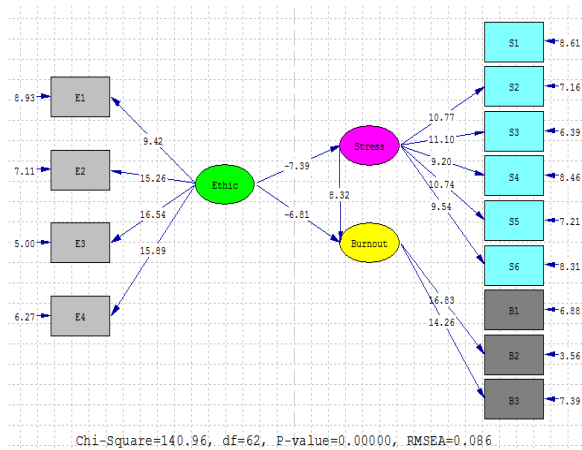 S1
8.61
S2
7.16
8.93
E1
10.77
S3
6.39
9.42
Stress
11.10
7.11
E2
15.26
Ethic
-7.39
9.20
S4
8.46
8.32
10.74
16.54
-6.81
9.54
S5
7.21
5.00
E3
15.89
Burnout
S6
8.31
6.27
E4
16.83
B1
6.88
14.26
B2
3.56
B3
7.39
Chi-Square=140.96, df=62, P-value=0.00000, RMSEA=0.086